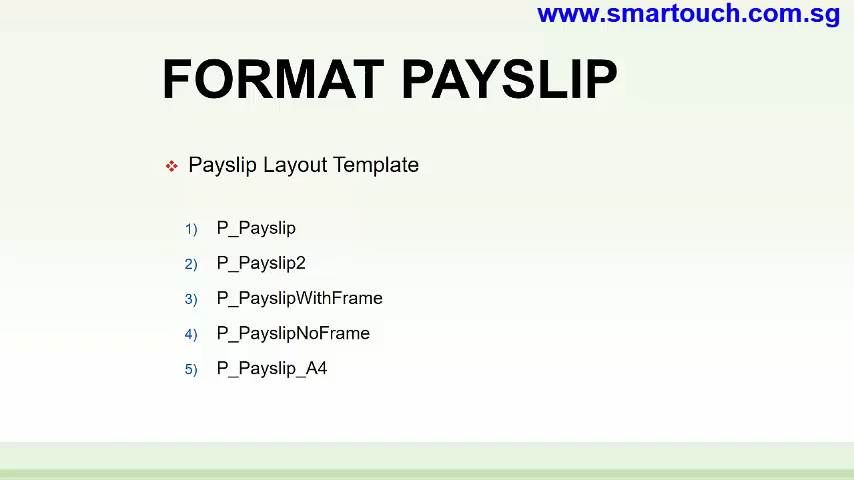 www.smartouch.com.sg
FORMAT PAYSLIP
❖ Payslip Layout Template
1) P_Payslip
2) P_Payslip2
3) P_PayslipWithFrame
4) P_PayslipNoFrame
5) P_Payslip_A4